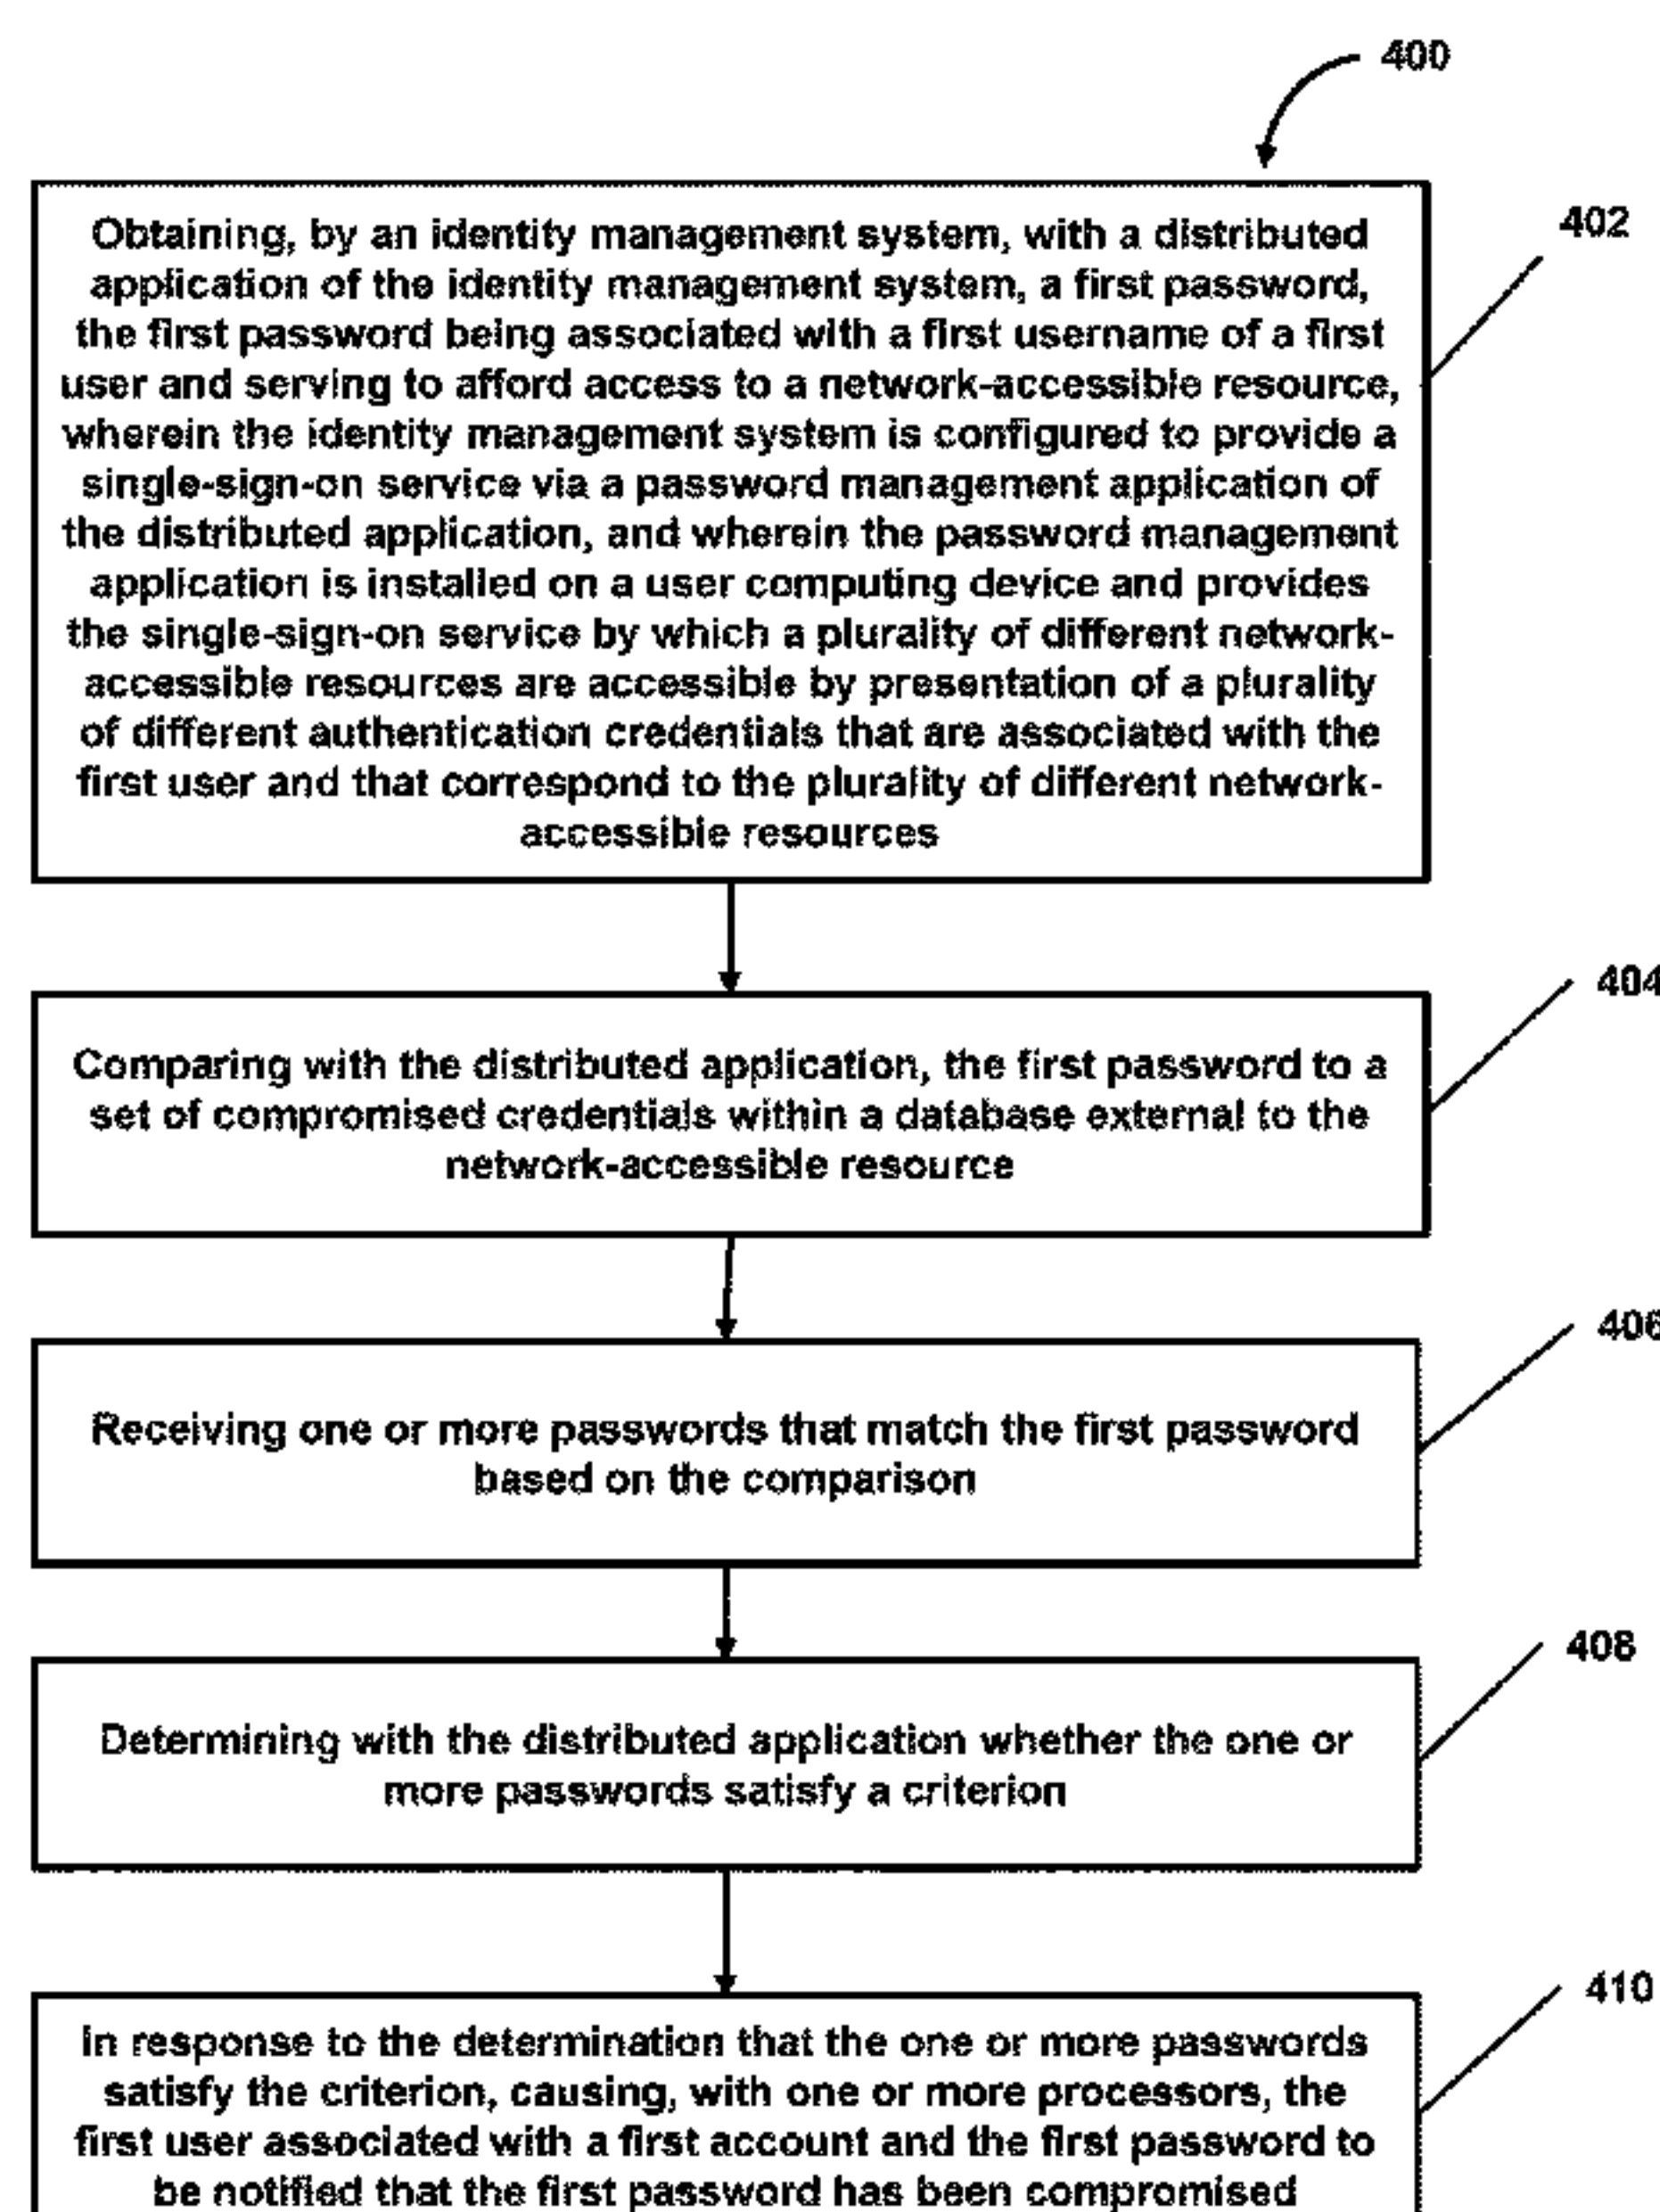 400
402
Obtaining, by an identity management system, with a distributed
application of the identity management system, a first password,
the first password being associated with a first username of a first
user and serving to afford access to a network-accessible resource,
wherein the identity management system is configured to provide a
single-sign-on service via a password management application of
the distributed application, and wherein the password management
application is installed on a user computing device and provides
the single-sign-on service by which a plurality of different network-
accessible resources are accessible by presentation of a plurality
of different authentication credentials that are associated with the
first user and that correspond to the plurality of different network-
accessible resources
404
Comparing with the distributed application, the first password to a
set of compromised credentials within a database external to the
network-accessible resource
406
Receiving one or more passwords that match the first password
based on the comparison
408
Determining with the distributed application whether the one or
more passwords satisfy a criterion
410
In response to the determination that the one or more passwords
satisfy the criterion, causing, with one or more processors, the
first user associated with a first account and the first password to
be notified that the first password has been compromised